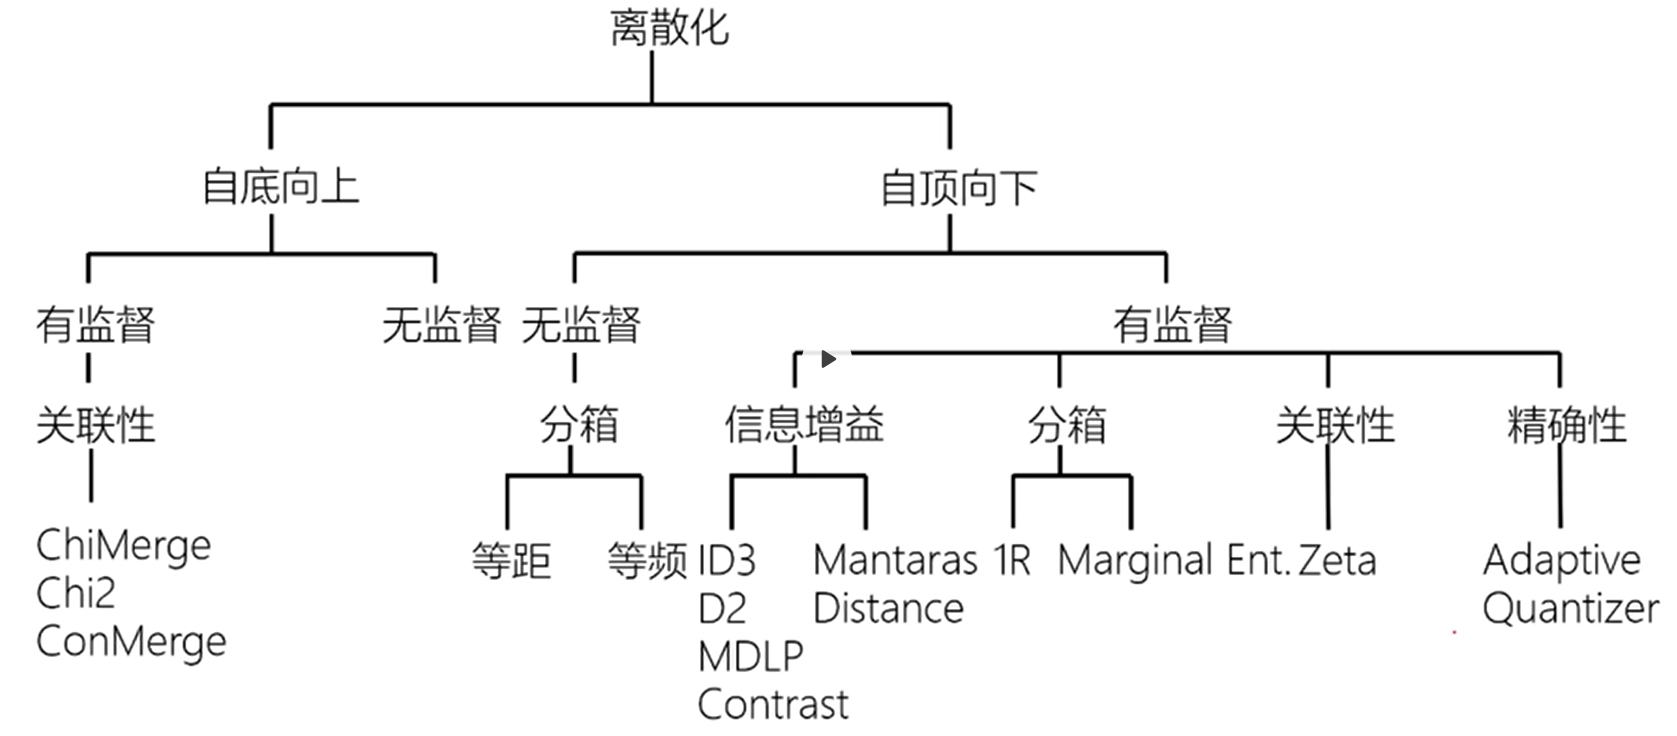 离散化
自底向上
自顶向下
有监督
无监督
无监督
有监督
关联性
分箱
信息增益
分箱
关联性
精确性
ChiMerge
Chi2
ConMerge
等距
等频
ID3
D2
MDLP
Contrast
Mantaras
Distance
1R
Marginal Ent.
Zeta
Adaptive
Quantizer